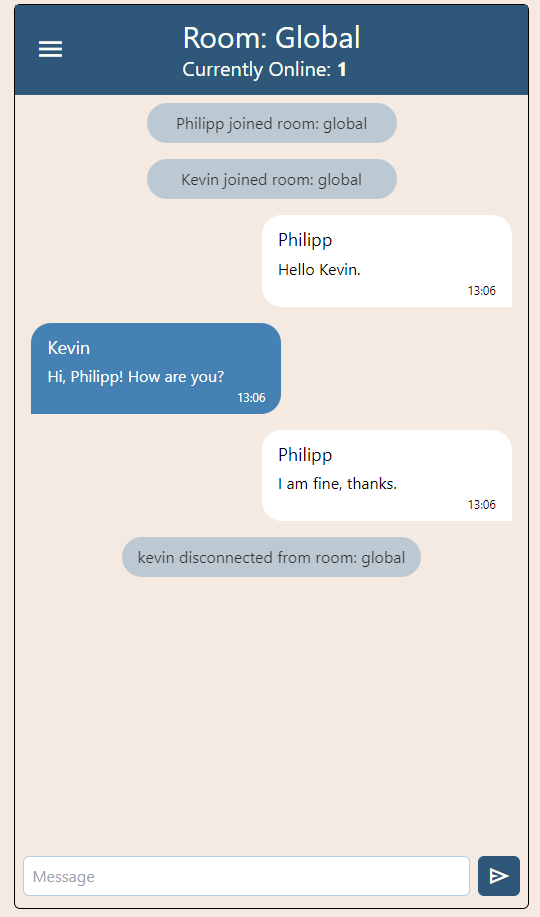 Room: Global
Currently Online: 1
Philipp joined room: global
Kevin joined room: global
Philipp
Hello Kevin.
13:06
Kevin
Hi, Philipp! How are you?
13:06
Philipp
I am fine, thanks.
13:06
kevin disconnected from room: global
Message